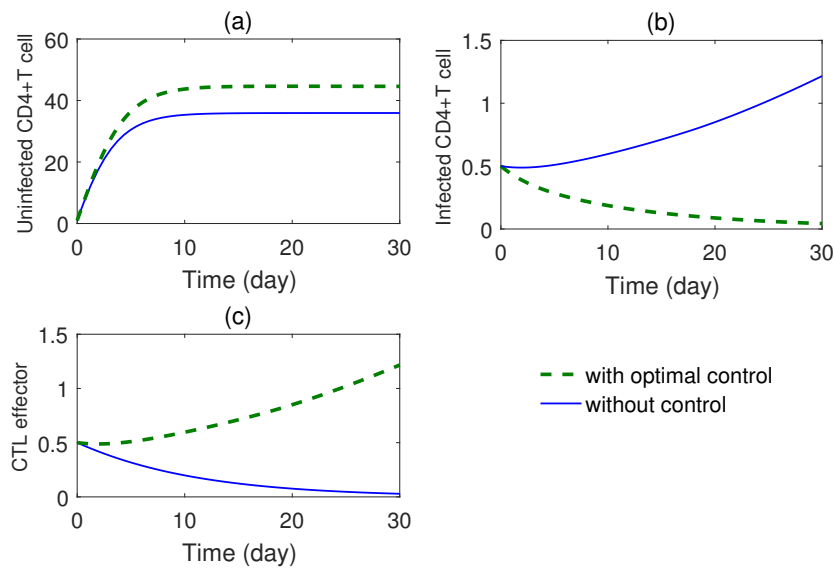 (a)
60
40
20
0
0 10 20 30
Time (day)
Uninfected CD4+T cell
(b)
1.5
1
0.5
0
0 10 20 30
Time (day)
Infected CD4+T cell
(c)
1.5
1
0.5
0
0 10 20 30
Time (day)
CTL effector
with optimal control
without control